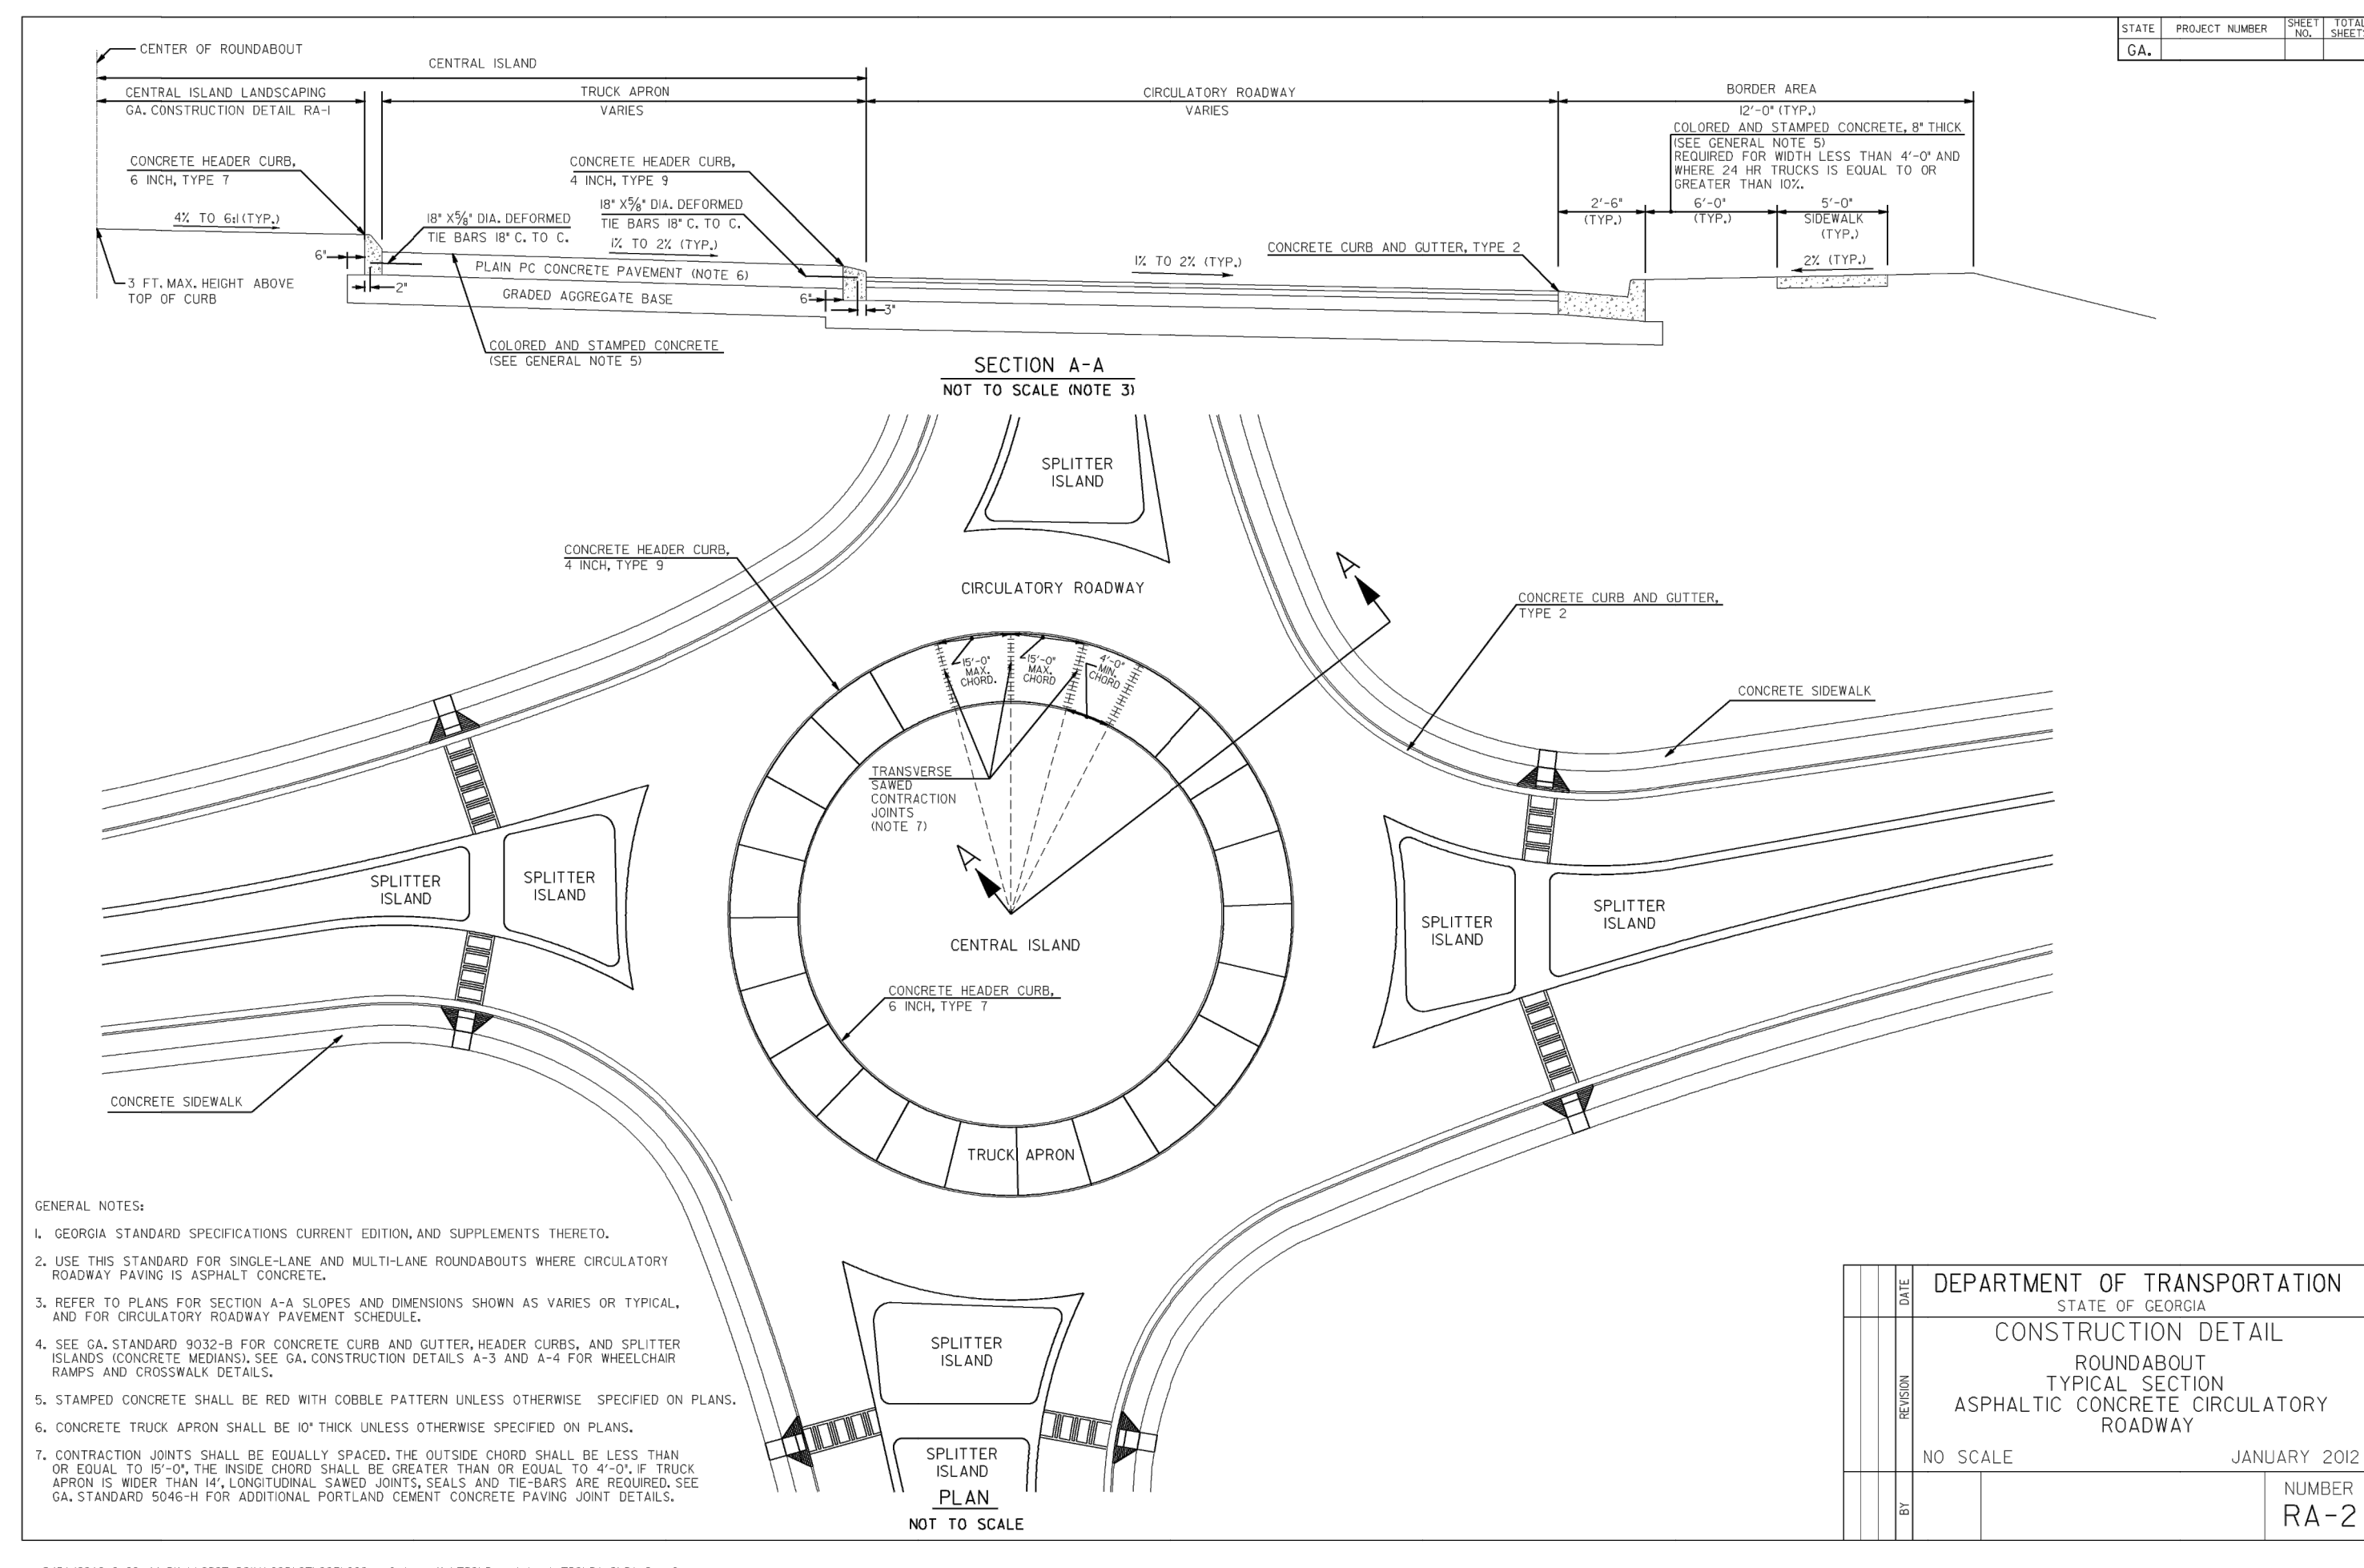 STATE
PROJECT NUMBER
SHEET NO.
TOTAL
GA.
CENTER OF ROUNDABOUT
CENTRAL ISLAND
CENTRAL ISLAND LANDSCAPING
GA. CONSTRUCTION DETAIL RA-1
TRUCK APRON
VARIES
CIRCULATORY ROADWAY
VARIES
BORDER AREA
12'-0" (TYP.)
COLORED AND STAMPED CONCRETE, 8" THICK
(SEE GENERAL NOTE 5)
REQUIRED FOR WIDTH LESS THAN 4'-0" AND
WHERE 24 HR TRUCKS IS EQUAL TO OR
GREATER THAN 10%.
CONCRETE HEADER CURB,
6 INCH, TYPE 7
CONCRETE HEADER CURB,
4 INCH, TYPE 9
18" X 5/8" DIA. DEFORMED
TIE BARS 18" C. TO C.
18" X 5/8" DIA. DEFORMED
TIE BARS 18" C. TO C.
4% TO 6:1 (TYP.)
1% TO 2% (TYP.)
1% TO 2% (TYP.)
CONCRETE CURB AND GUTTER, TYPE 2
2'-6"
(TYP.)
6'-0"
(TYP.)
5'-0"
SIDEWALK
(TYP.)
2% (TYP.)
6"
PLAIN PC CONCRETE PAVEMENT (NOTE 6)
2"
GRADED AGGREGATE BASE
6"
3"
3 FT. MAX. HEIGHT ABOVE
TOP OF CURB
COLORED AND STAMPED CONCRETE
(SEE GENERAL NOTE 5)
SECTION A-A
NOT TO SCALE (NOTE 3)
SPLITTER
ISLAND
CONCRETE HEADER CURB,
4 INCH, TYPE 9
CIRCULATORY ROADWAY
A
CONCRETE CURB AND GUTTER,
TYPE 2
15'-0"
MAX.
CHORD.
15'-0"
MAX.
CHORD
4'-0"
MIN.
CHORD
CONCRETE SIDEWALK
TRANSVERSE
SAWED
CONTRACTION
JOINTS
(NOTE 7)
A
SPLITTER
ISLAND
SPLITTER
ISLAND
CENTRAL ISLAND
SPLITTER
ISLAND
SPLITTER
ISLAND
CONCRETE HEADER CURB,
6 INCH, TYPE 7
CONCRETE SIDEWALK
TRUCK APRON
SPLITTER
ISLAND
SPLITTER
ISLAND
PLAN
NOT TO SCALE
GENERAL NOTES:
1. GEORGIA STANDARD SPECIFICATIONS CURRENT EDITION, AND SUPPLEMENTS THERETO.
2. USE THIS STANDARD FOR SINGLE-LANE AND MULTI-LANE ROUNDABOUTS WHERE CIRCULATORY
ROADWAY PAVING IS ASPHALT CONCRETE.
3. REFER TO PLANS FOR SECTION A-A SLOPES AND DIMENSIONS SHOWN AS VARIES OR TYPICAL,
AND FOR CIRCULATORY ROADWAY PAVEMENT SCHEDULE.
4. SEE GA. STANDARD 9032-B FOR CONCRETE CURB AND GUTTER, HEADER CURBS, AND SPLITTER
ISLANDS (CONCRETE MEDIANS). SEE GA. CONSTRUCTION DETAILS A-3 AND A-4 FOR WHEELCHAIR
RAMPS AND CROSSWALK DETAILS.
5. STAMPED CONCRETE SHALL BE RED WITH COBBLE PATTERN UNLESS OTHERWISE SPECIFIED ON PLANS.
6. CONCRETE TRUCK APRON SHALL BE 10" THICK UNLESS OTHERWISE SPECIFIED ON PLANS.
7. CONTRACTION JOINTS SHALL BE EQUALLY SPACED. THE OUTSIDE CHORD SHALL BE LESS THAN
OR EQUAL TO 15'-0", THE INSIDE CHORD SHALL BE GREATER THAN OR EQUAL TO 4'-0". IF TRUCK
APRON IS WIDER THAN 14', LONGITUDINAL SAWED JOINTS, SEALS AND TIE-BARS ARE REQUIRED. SEE
GA. STANDARD 5046-H FOR ADDITIONAL PORTLAND CEMENT CONCRETE PAVING JOINT DETAILS.
DATE
REVISION
BY
DEPARTMENT OF TRANSPORTATION
STATE OF GEORGIA
CONSTRUCTION DETAIL
ROUNDABOUT
TYPICAL SECTION
ASPHALTIC CONCRETE CIRCULATORY
ROADWAY
NO SCALE
JANUARY 2012
NUMBER
RA-2